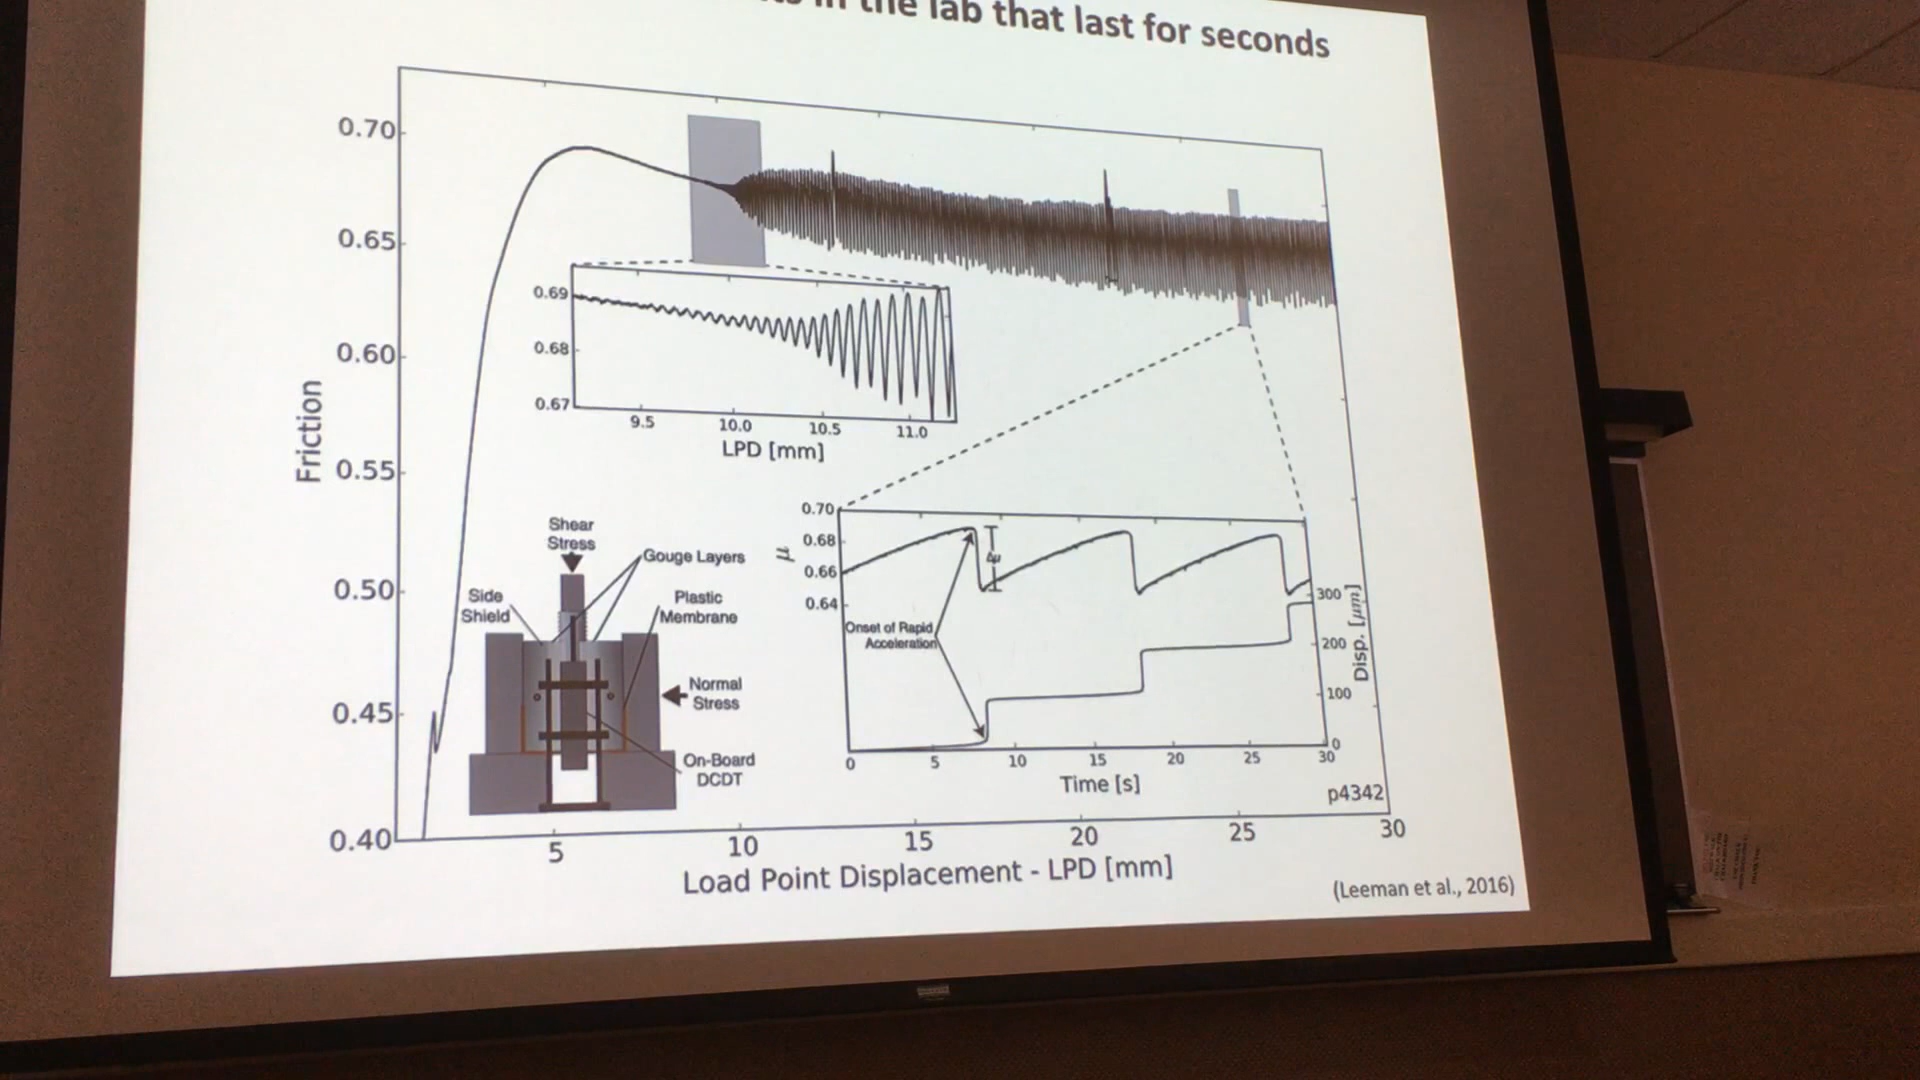 in the lab that last for seconds
Friction
0.70
0.65
0.60
0.55
0.50
0.45
0.40
5
10
15
20
25
30
Load Point Displacement - LPD [mm]
0.69
0.68
0.67
9.5
10.0
10.5
11.0
LPD [mm]
Shear
Stress
Gouge Layers
Side
Shield
Plastic
Membrane
Normal
Stress
On-Board
DCDT
μ
0.70
0.68
0.66
0.64
Δμ
Onset of Rapid
Acceleration
300
200
100
0
Disp. [μm]
0
5
10
15
20
25
30
Time [s]
p4342
(Leeman et al., 2016)